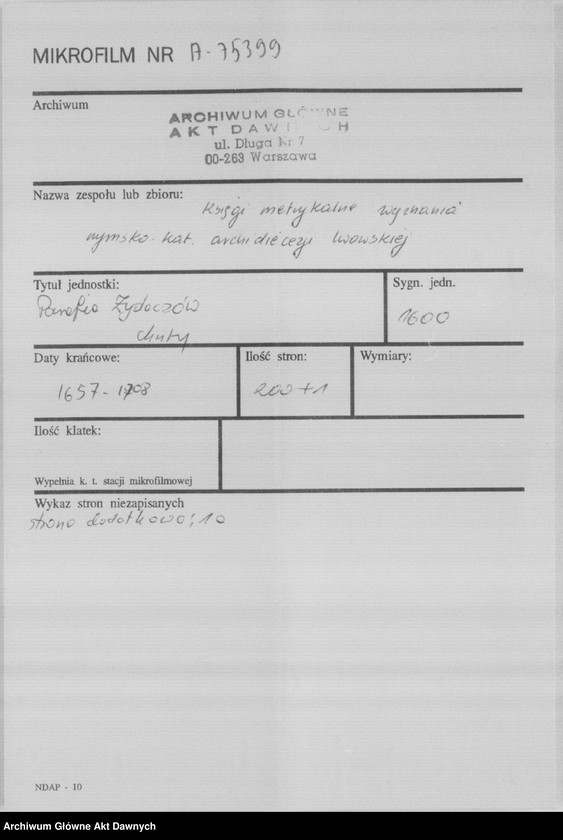 MIKROFILM NR A-75399
Archiwum
ARCHIWUM GŁÓWNE
AKT DAWNYCH
ul. Długa Nr 7
00-263 Warszawa
Nazwa zespołu lub zbioru: Księgi metrykalne wyznania
rzymsko-kat. archidiecezji lwowskiej
Tytuł jednostki:
Parafia Żydaczów
chrzty
Sygn. jedn.
1600
Daty krańcowe:
1657-1708
Ilość stron:
200+1
Wymiary:
Ilość klatek:
Wypełnia k. t. stacji mikrofilmowej
Wykaz stron niezapisanych
strona dodatkowa: 1a
NDAP - 10
Archiwum Główne Akt Dawnych